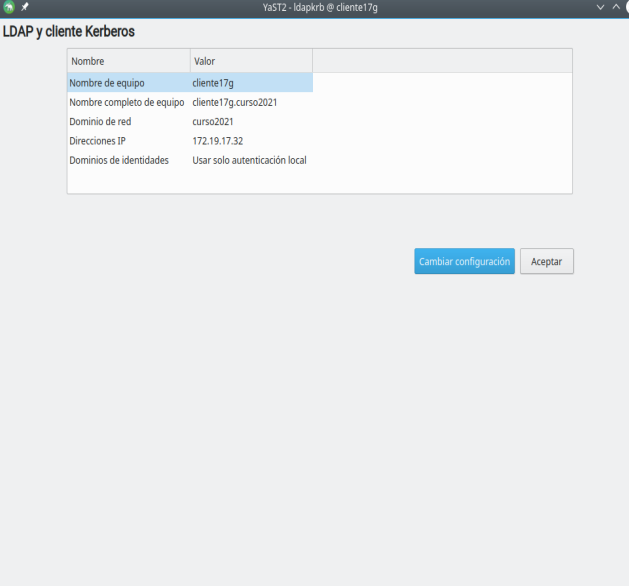 YaST2 - ldapkrb @ cliente17g
LDAP y cliente Kerberos
Nombre Valor
Nombre de equipo cliente17g
Nombre completo de equipo cliente17g.curso2021
Dominio de red curso2021
Direcciones IP 172.19.17.32
Dominios de identidades Usar solo autenticación local
Cambiar configuración Aceptar